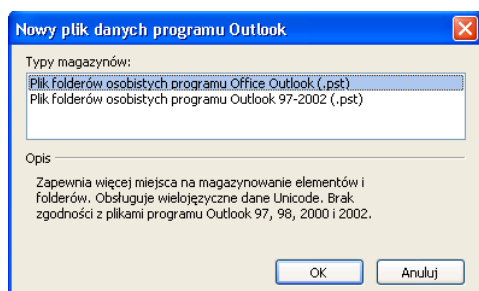 Nowy plik danych programu Outlook
Typy magazynów:
Plik folderów osobistych programu Office Outlook (.pst)
Plik folderów osobistych programu Outlook 97-2002 (.pst)
Opis
Zapewnia więcej miejsca na magazynowanie elementów i
folderów. Obsługuje wielojęzyczne dane Unicode. Brak
zgodności z plikami programu Outlook 97, 98, 2000 i 2002.
OK Anuluj